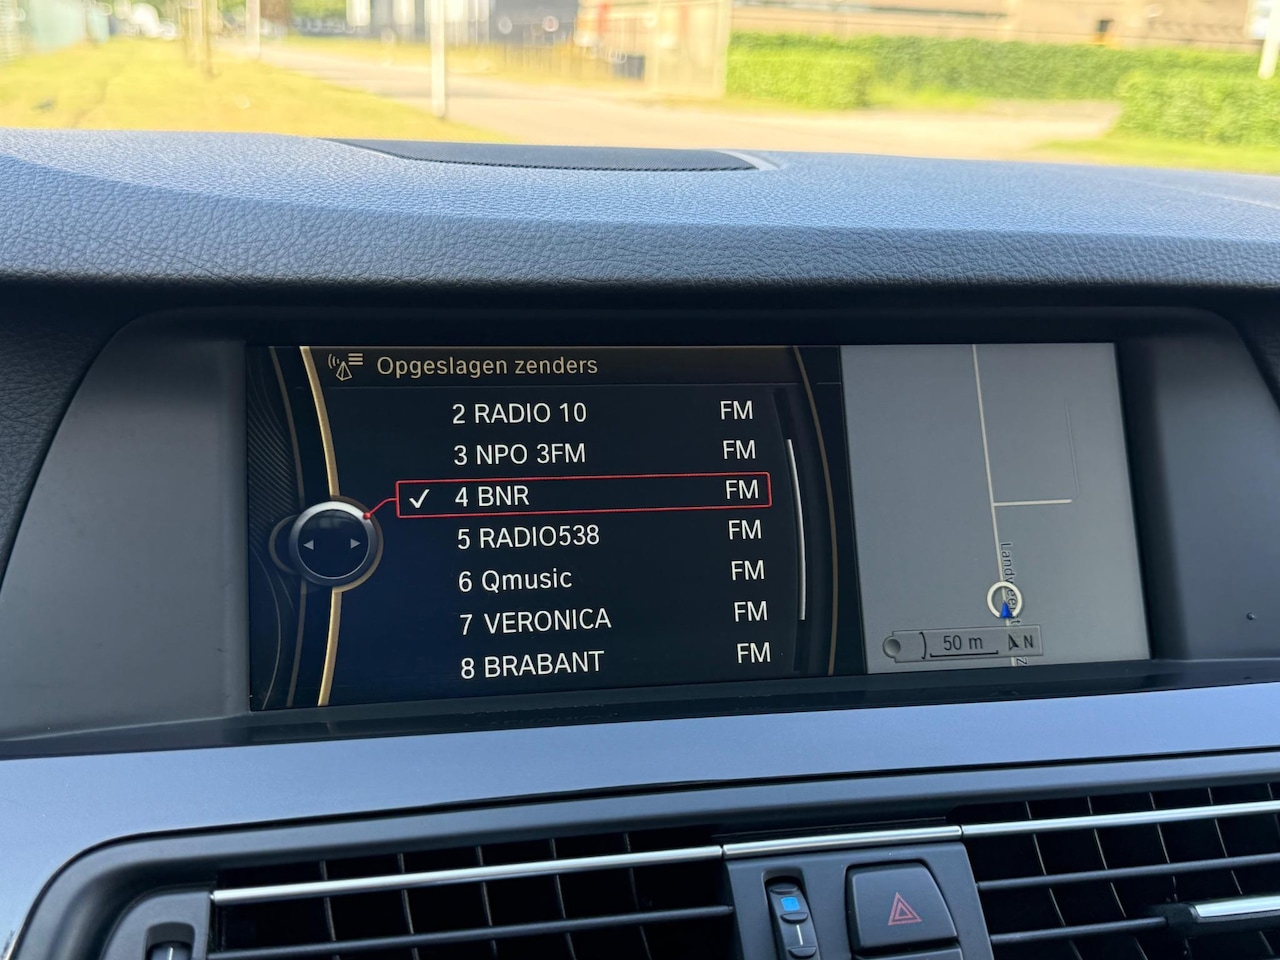 Opgeslagen zenders
2 RADIO 10 FM
3 NPO 3FM FM
✓ 4 BNR FM
5 RADIO538 FM
6 Qmusic FM
7 VERONICA FM
8 BRABANT FM
50 m N